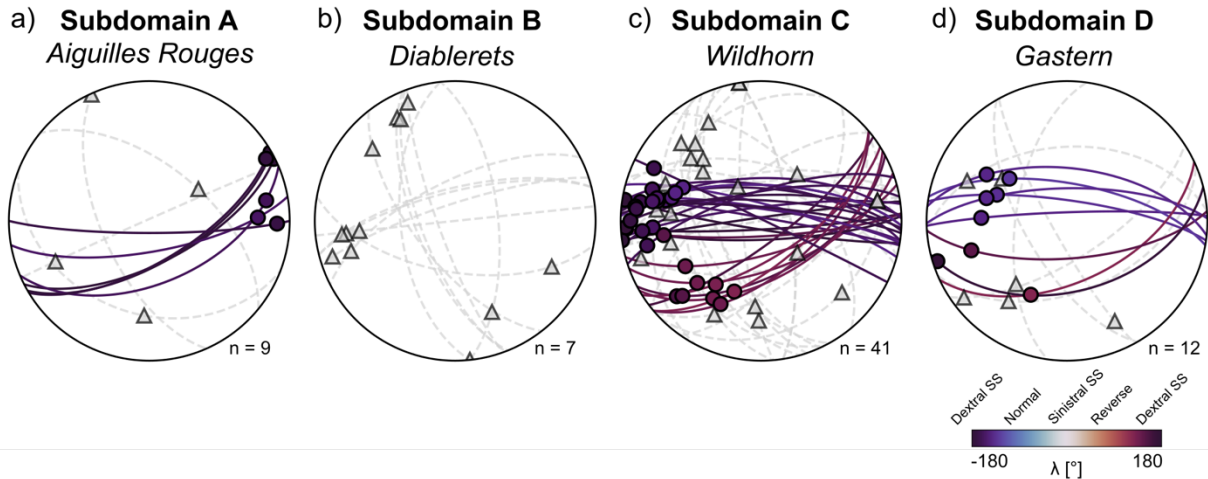 a) Subdomain A
Aiguilles Rouges
n = 9
b) Subdomain B
Diablerets
n = 7
c) Subdomain C
Wildhorn
n = 41
d) Subdomain D
Gastern
n = 12
Dextral SS
Normal
Sinistral SS
Reverse
Dextral SS
-180
λ [°]
180